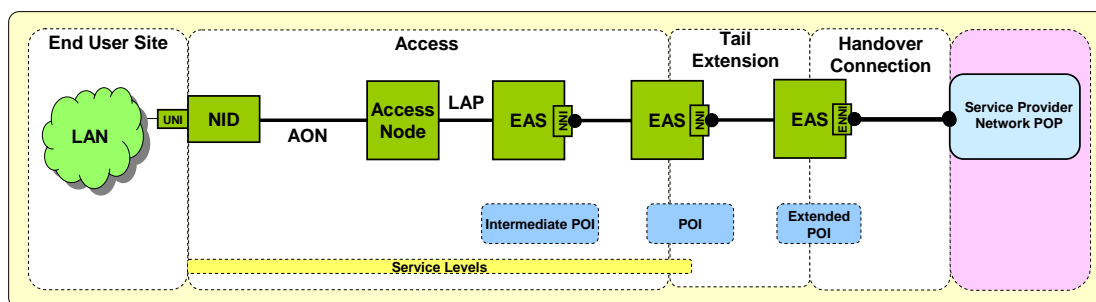 End User Site
Access
Tail
Extension
Handover
Connection
LAN
UNI
NID
AON
Access
Node
LAP
EAS
NNI
EAS
NNI
EAS
ENNI
Service Provider
Network POP
Intermediate POI
POI
Extended
POI
Service Levels